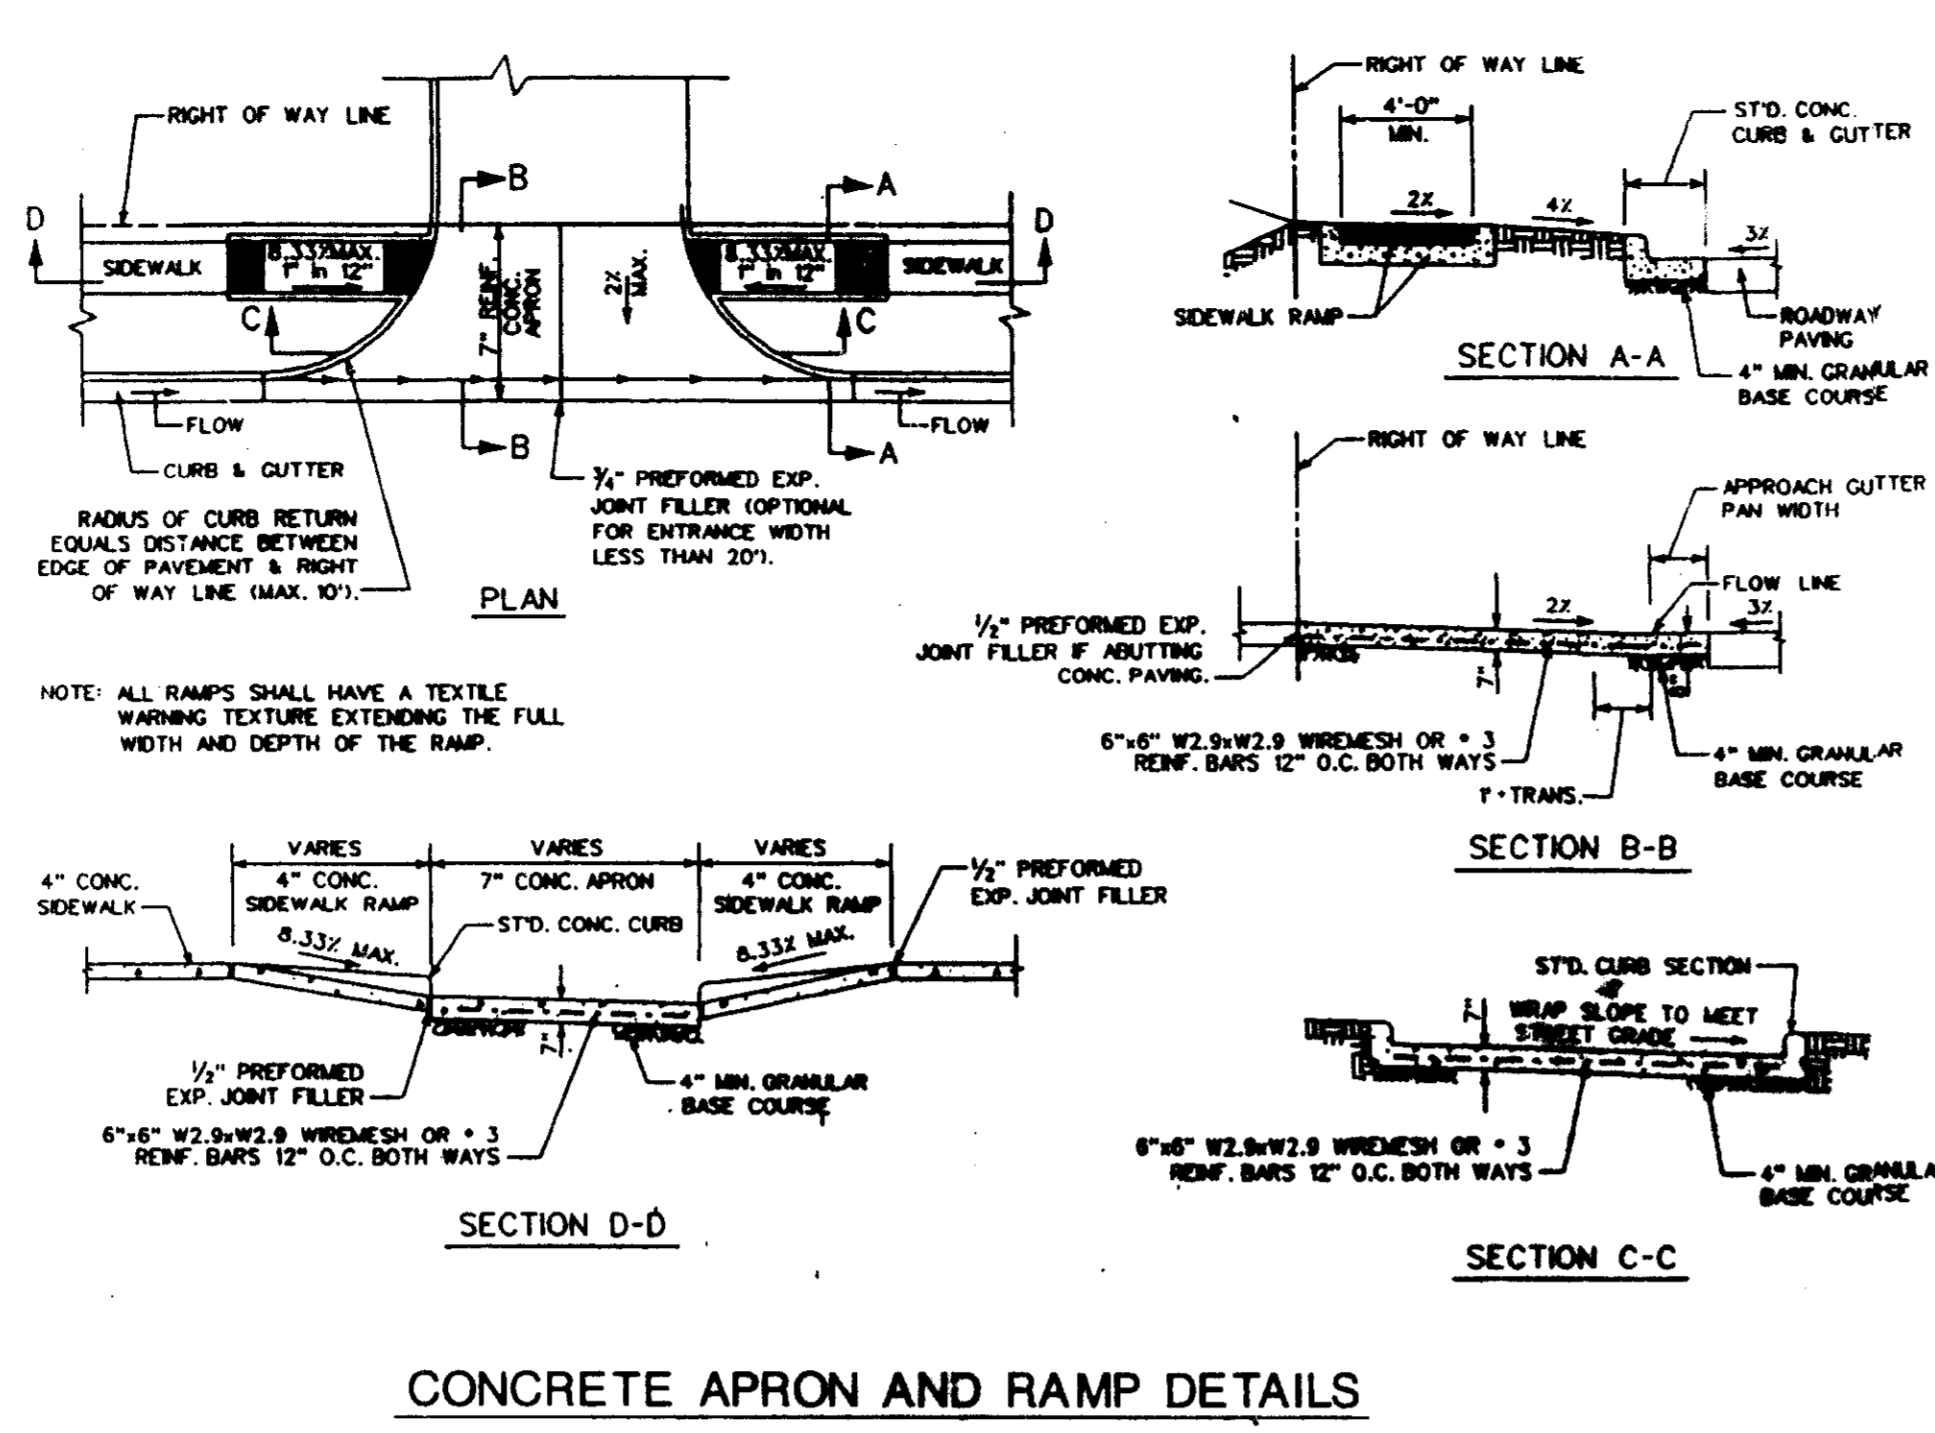 RIGHT OF WAY LINE
B
A
D
D
SIDEWALK
8.33% MAX.
1" in 12"
7" REINF.
CONC.
APRON
2%
MAX.
8.33% MAX.
1" in 12"
SIDEWALK
C
C
FLOW
B
A
FLOW
CURB & GUTTER
RADIUS OF CURB RETURN
EQUALS DISTANCE BETWEEN
EDGE OF PAVEMENT & RIGHT
OF WAY LINE (MAX. 10').
3/4" PREFORMED EXP.
JOINT FILLER (OPTIONAL
FOR ENTRANCE WIDTH
LESS THAN 20').
PLAN
NOTE: ALL RAMPS SHALL HAVE A TEXTILE
WARNING TEXTURE EXTENDING THE FULL
WIDTH AND DEPTH OF THE RAMP.
RIGHT OF WAY LINE
4'-0"
MIN.
ST'D. CONC.
CURB & GUTTER
2%
4%
3%
SIDEWALK RAMP
ROADWAY
PAVING
4" MIN. GRANULAR
BASE COURSE
SECTION A-A
RIGHT OF WAY LINE
APPROACH GUTTER
PAN WIDTH
FLOW LINE
2%
3%
1/2" PREFORMED EXP.
JOINT FILLER IF ABUTTING
CONC. PAVING.
7"
6"x6" W2.9xW2.9 WIREMESH OR • 3
REINF. BARS 12" O.C. BOTH WAYS
1' • TRANS.
4" MIN. GRANULAR
BASE COURSE
SECTION B-B
VARIES
VARIES
VARIES
4" CONC.
SIDEWALK
4" CONC.
SIDEWALK RAMP
7" CONC. APRON
4" CONC.
SIDEWALK RAMP
1/2" PREFORMED
EXP. JOINT FILLER
8.33% MAX.
ST'D. CONC. CURB
8.33% MAX.
7"
1/2" PREFORMED
EXP. JOINT FILLER
4" MIN. GRANULAR
BASE COURSE
6"x6" W2.9xW2.9 WIREMESH OR • 3
REINF. BARS 12" O.C. BOTH WAYS
SECTION D-D
ST'D. CURB SECTION
7"
WRAP SLOPE TO MEET
STREET GRADE
6"x6" W2.9xW2.9 WIREMESH OR • 3
REINF. BARS 12" O.C. BOTH WAYS
4" MIN. GRANULA
BASE COURSE
SECTION C-C
CONCRETE APRON AND RAMP DETAILS